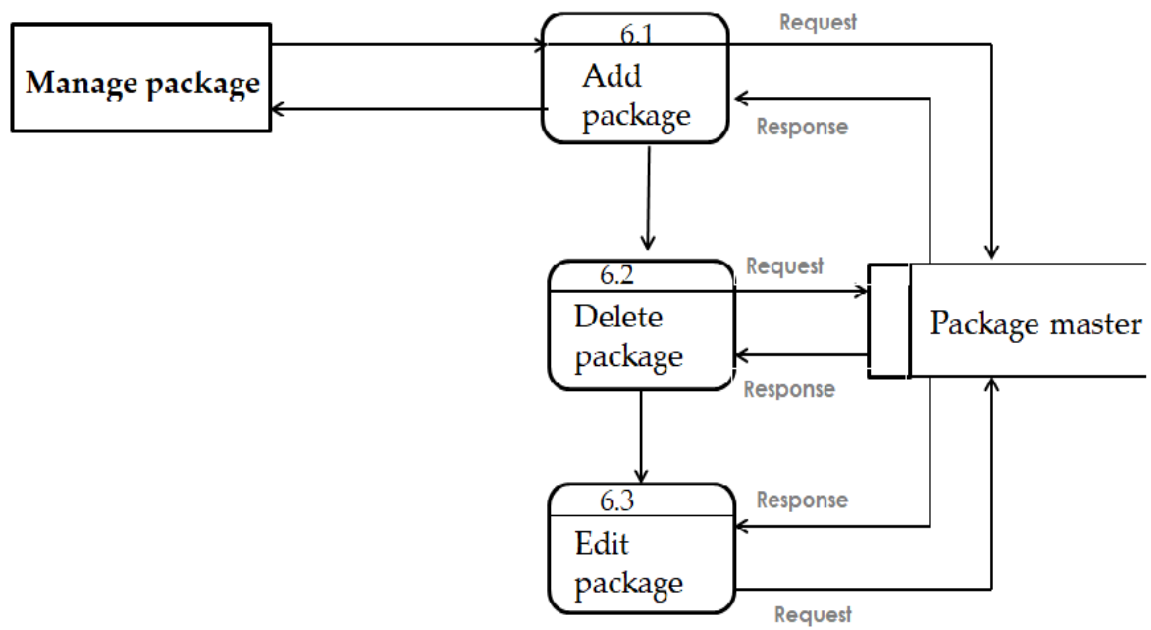 Manage package
6.1
Add
package
Request
Response
6.2
Delete
package
Request
Response
Package master
6.3
Edit
package
Response
Request